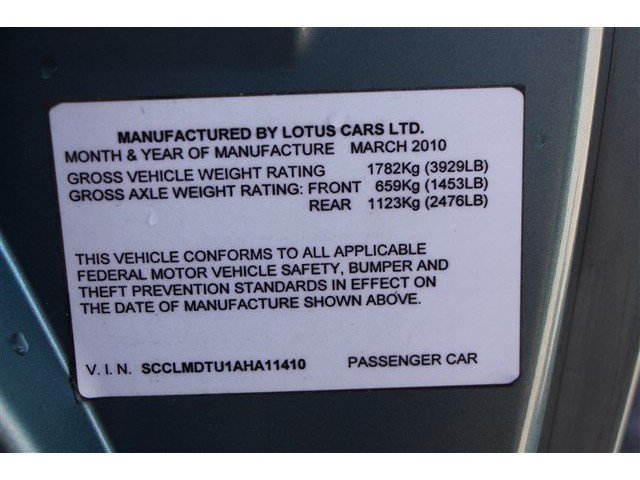 MANUFACTURED BY LOTUS CARS LTD.
MONTH & YEAR OF MANUFACTURE MARCH 2010
GROSS VEHICLE WEIGHT RATING 1782Kg (3929LB)
GROSS AXLE WEIGHT RATING: FRONT 659Kg (1453LB)
REAR 1123Kg (2476LB)
THIS VEHICLE CONFORMS TO ALL APPLICABLE
FEDERAL MOTOR VEHICLE SAFETY, BUMPER AND
THEFT PREVENTION STANDARDS IN EFFECT ON
THE DATE OF MANUFACTURE SHOWN ABOVE.
V. I. N. SCCLMDTU1AHA11410 PASSENGER CAR